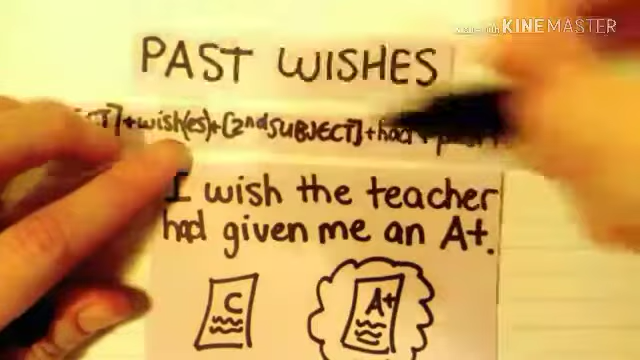 KINEMASTER
PAST WISHES
+wish(es)+[2nd SUBJECT]+had+
I wish the teacher
had given me an A+.
C
A+